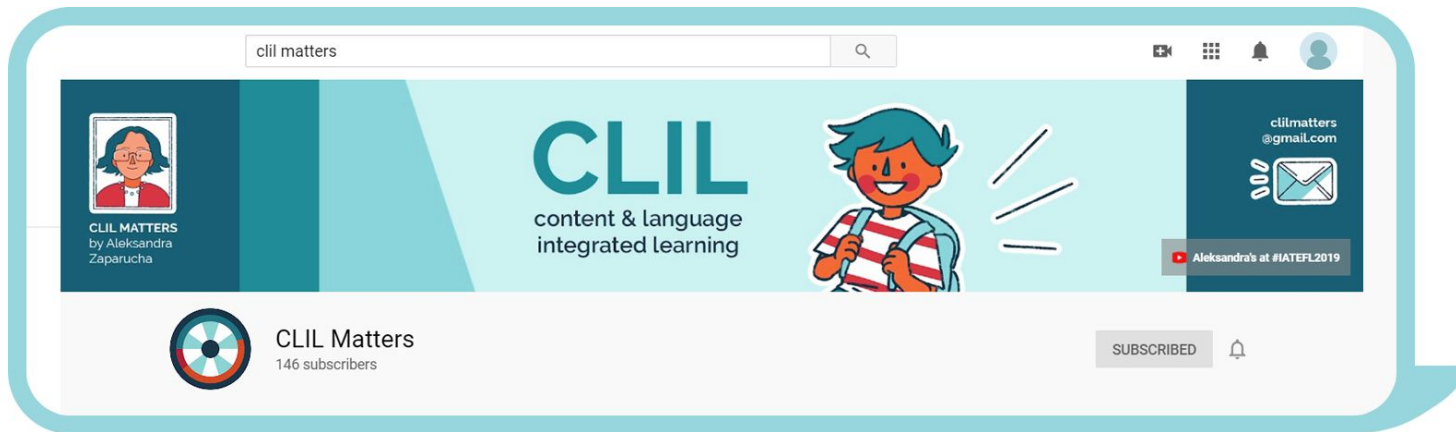 clil matters
CLIL MATTERS
by Aleksandra
Zaparucha
CLIL
content & language
integrated learning
clilmatters
@gmail.com
Aleksandra's at #IATEFL2019
CLIL Matters
146 subscribers
SUBSCRIBED